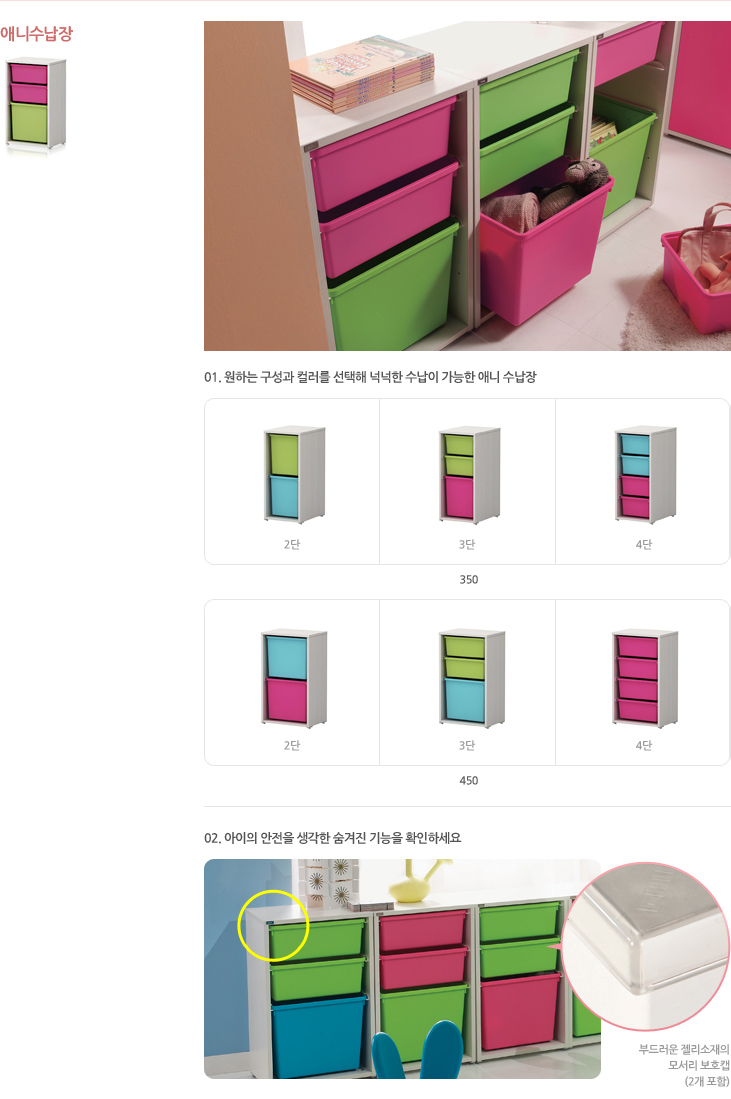 애니수납장
01. 원하는 구성과 컬러를 선택해 넉넉한 수납이 가능한 애니 수납장
2단
3단
4단
350
2단
3단
4단
450
02. 아이의 안전을 생각한 숨겨진 기능을 확인하세요
부드러운 젤리소재의
모서리 보호캡
(2개 포함)